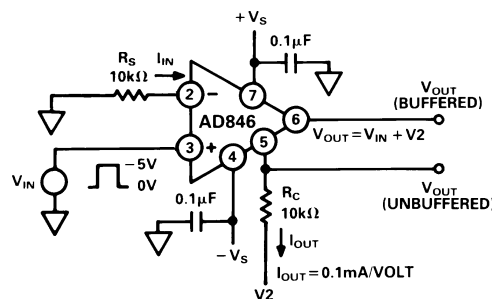 +VS
0.1µF
RS
10kΩ
IIN
2
−
7
AD846
6
VOUT
(BUFFERED)
VOUT = VIN + V2
5
3
+
4
VIN
−5V
0V
0.1µF
−VS
VOUT
(UNBUFFERED)
RC
10kΩ
IOUT
IOUT = 0.1mA/VOLT
V2